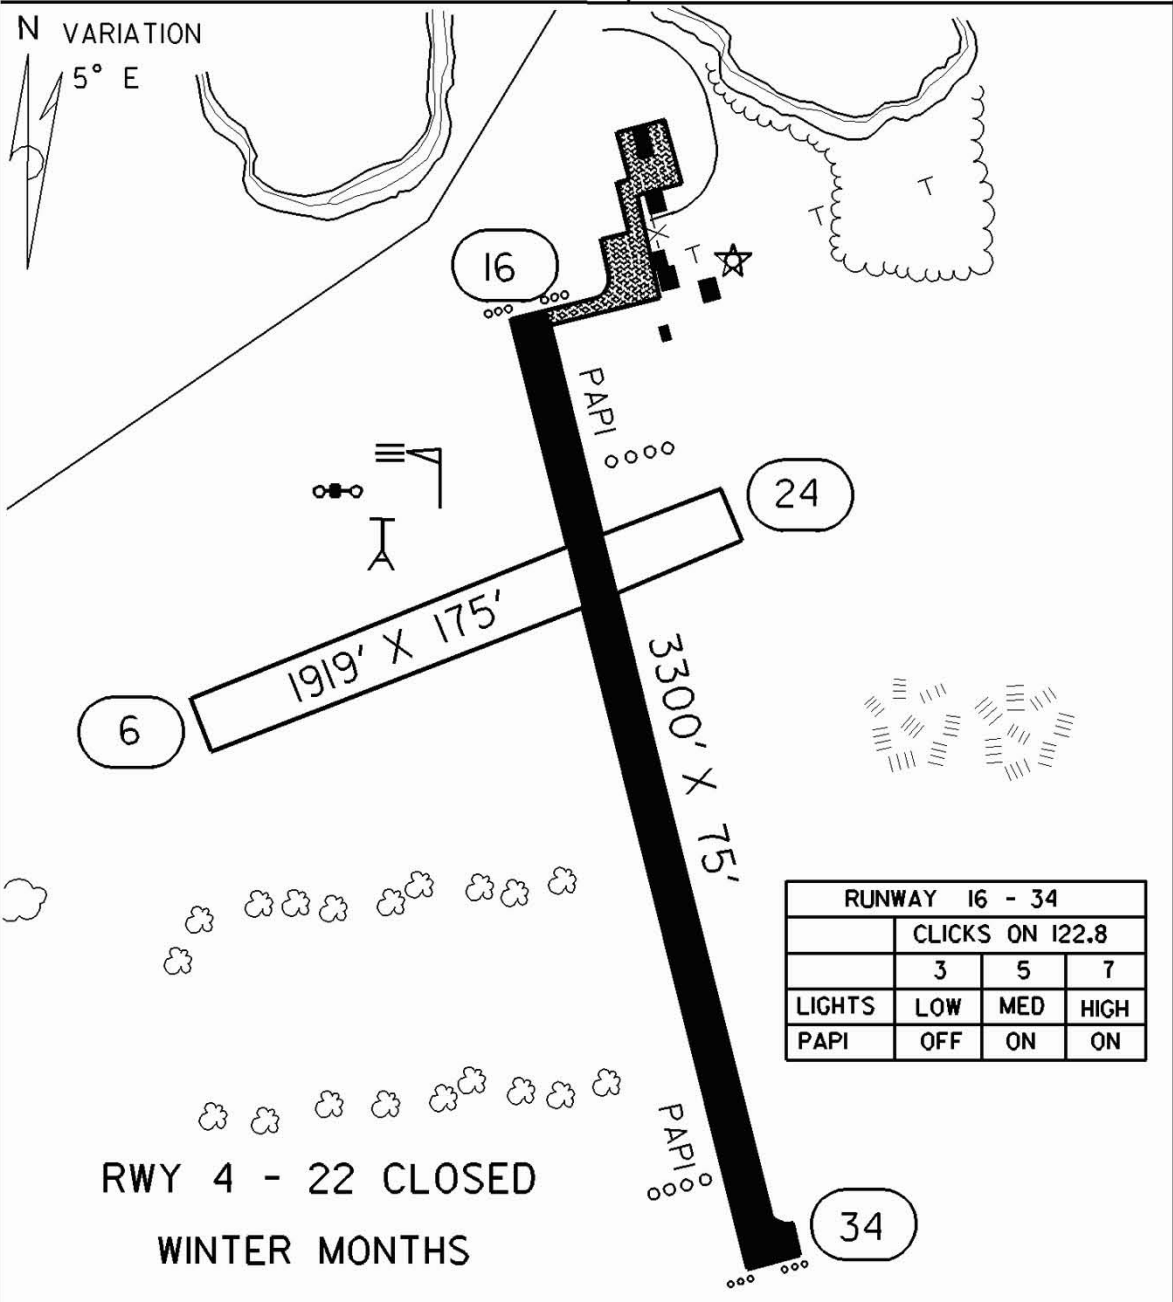 N VARIATION
5° E
16
PAPI
24
1919' X 175'
6
3300' X 75'
RUNWAY 16 - 34
CLICKS ON 122.8
3 5 7
LIGHTS LOW MED HIGH
PAPI OFF ON ON
PAPI
RWY 4 - 22 CLOSED
WINTER MONTHS
34